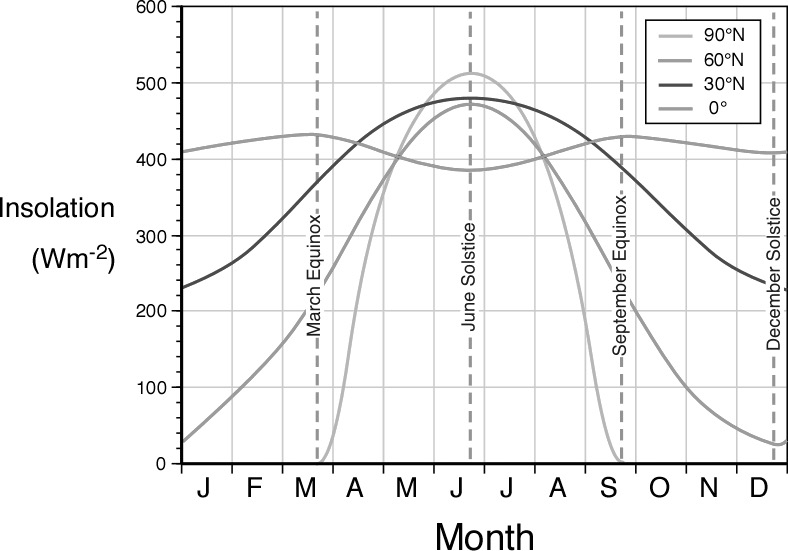 600
500
400
300
200
100
0
Insolation
(Wm-2)
90°N
60°N
30°N
0°
March Equinox
June Solstice
September Equinox
December Solstice
J F M A M J J A S O N D
Month